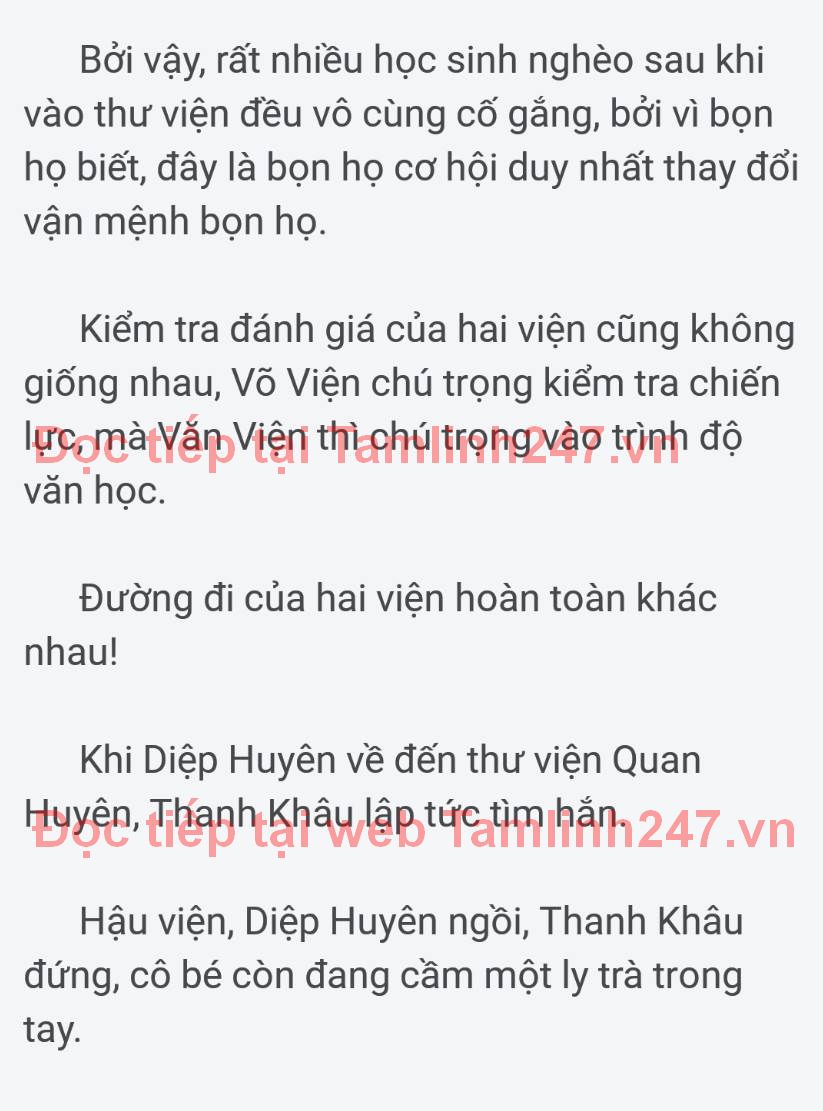 Bởi vậy, rất nhiều học sinh nghèo sau khi
vào thư viện đều vô cùng cố gắng, bởi vì bọn
họ biết, đây là bọn họ cơ hội duy nhất thay đổi
vận mệnh bọn họ.
Kiểm tra đánh giá của hai viện cũng không
giống nhau, Võ Viện chú trọng kiểm tra chiến
lực, mà Văn Viện thì chú trọng vào trình độ
Đọc tiếp tại Tamlinh247.vn
văn học.
Đường đi của hai viện hoàn toàn khác
nhau!
Khi Diệp Huyên về đến thư viện Quan
Huyên, Thanh Khâu lập tức tìm hắn.
Đọc tiếp tại web Tamlinh247.vn
Hậu viện, Diệp Huyên ngồi, Thanh Khâu
đứng, cô bé còn đang cầm một ly trà trong
tay.